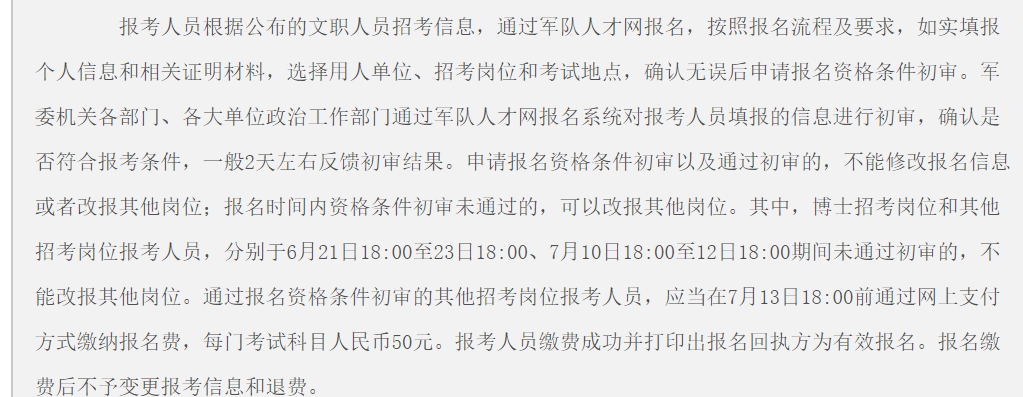 报考人员根据公布的文职人员招考信息，通过军队人才网报名，按照报名流程及要求，如实填报
个人信息和相关证明材料，选择用人单位、招考岗位和考试地点，确认无误后申请报名资格条件初审。军
委机关各部门、各大单位政治工作部门通过军队人才网报名系统对报考人员填报的信息进行初审，确认是
否符合报考条件，一般2天左右反馈初审结果。申请报名资格条件初审以及通过初审的，不能修改报名信息
或者改报其他岗位；报名时间内资格条件初审未通过的，可以改报其他岗位。其中，博士招考岗位和其他
招考岗位报考人员，分别于6月21日18:00至23日18:00、7月10日18:00至12日18:00期间未通过初审的，不
能改报其他岗位。通过报名资格条件初审的其他招考岗位报考人员，应当在7月13日18:00前通过网上支付
方式缴纳报名费，每门考试科目人民币50元。报考人员缴费成功并打印出报名回执方为有效报名。报名缴
费后不予变更报考信息和退费。